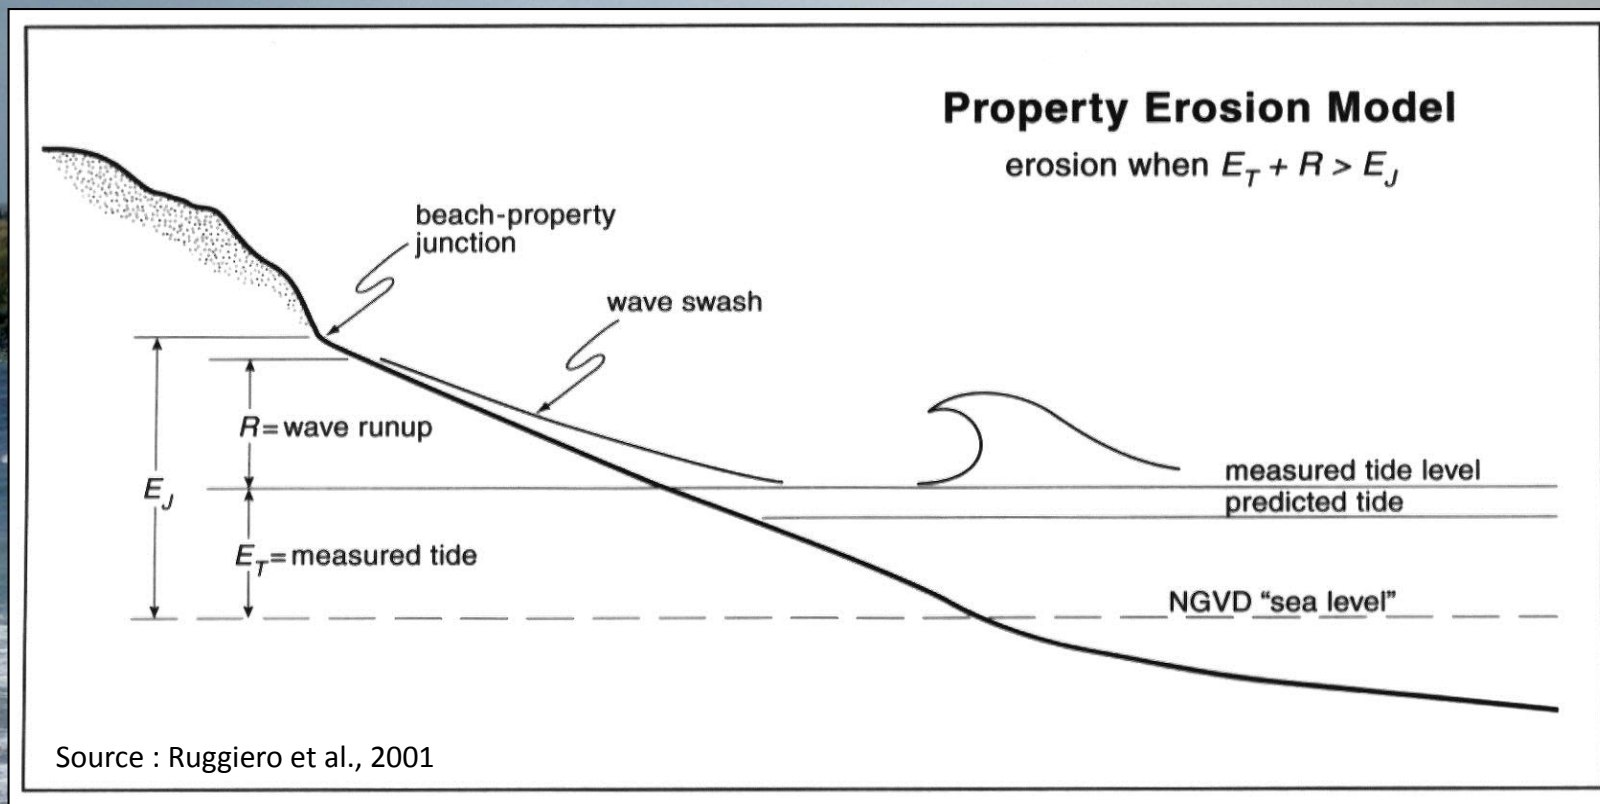 Property Erosion Model
erosion when E_T + R > E_J
beach-property
junction
wave swash
R=wave runup
measured tide level
predicted tide
E_J
E_T=measured tide
NGVD “sea level”
Source : Ruggiero et al., 2001